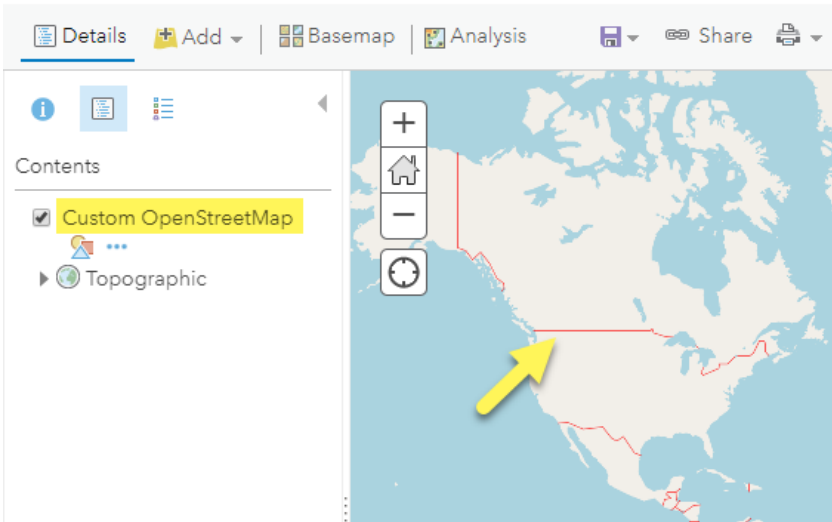 Details Add Basemap Analysis Share
Contents
Custom OpenStreetMap
Topographic